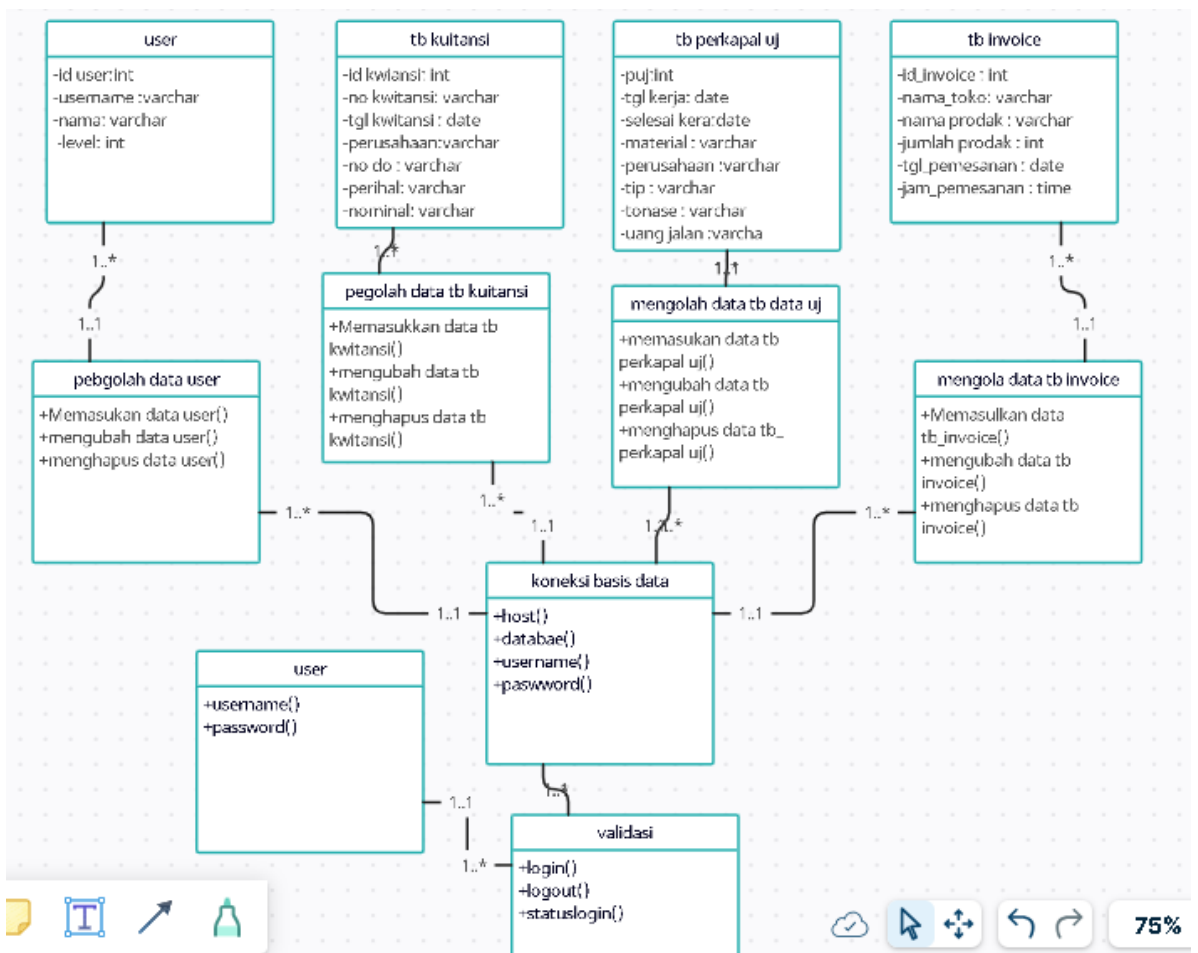 user
-id user:int
-username :varchar
-nama: varchar
-level: int
tb kuitansi
-id kwiansi: int
-no kwitansi: varchar
-tgl kwitansi : date
-perusahaan:varchar
-no do : varchar
-perihal: varchar
-nominal: varchar
tb perkapal uj
-puj:int
-tgl kerja: date
-selesai kera:date
-material : varchar
-perusahaan :varchar
-tip : varchar
-tonase : varchar
-uang jalan :varcha
tb invoice
-id_invoice : int
-nama_toko: varchar
-nama prodak : varchar
-jumlah prodak : int
-tgl_pemesanan : date
-jam_pemesanan : time
1..*
1..1
1..*
1..1
pebgolah data user
+Memasukan data user()
+mengubah data user()
+menghapus data user()
pegolah data tb kuitansi
+Memasukkan data tb
kwitansi()
+mengubah data tb
kwitansi()
+menghapus data tb
kwitansi()
mengolah data tb data uj
+memasukan data tb
perkapal uj()
+mengubah data tb
perkapal uj()
+menghapus data tb_
perkapal uj()
mengola data tb invoice
+Memasulkan data
tb_invoice()
+mengubah data tb
invoice()
+menghapus data tb
invoice()
1..*
1..1
1..*
1..1
1..*
1..1
koneksi basis data
+host()
+databae()
+username()
+paswword()
user
+username()
+password()
1..1
1..*
validasi
+login()
+logout()
+statuslogin()
T
75%